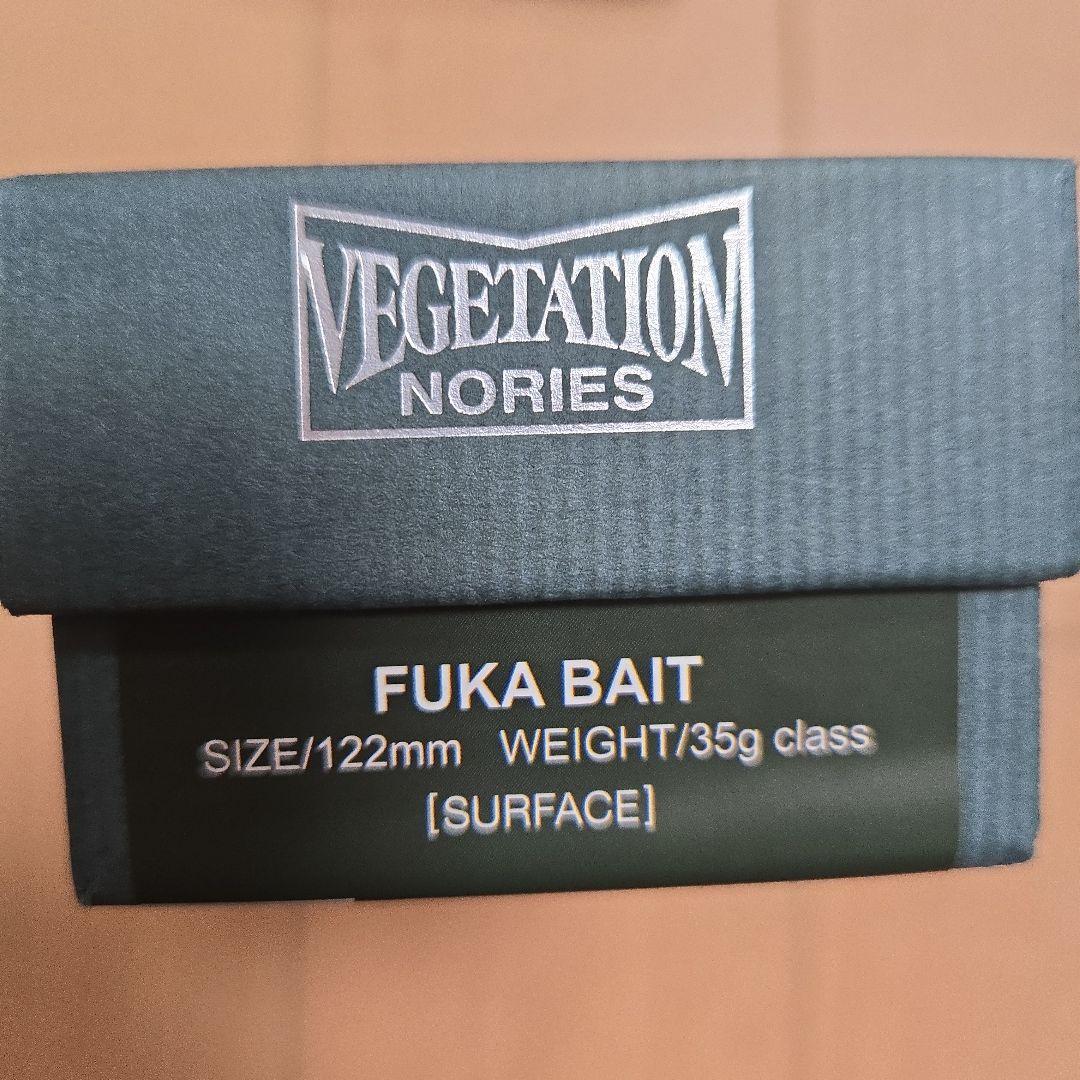 VEGETATION
NORIES
FUKA BAIT
SIZE/122mm WEIGHT/35g class
[SURFACE]